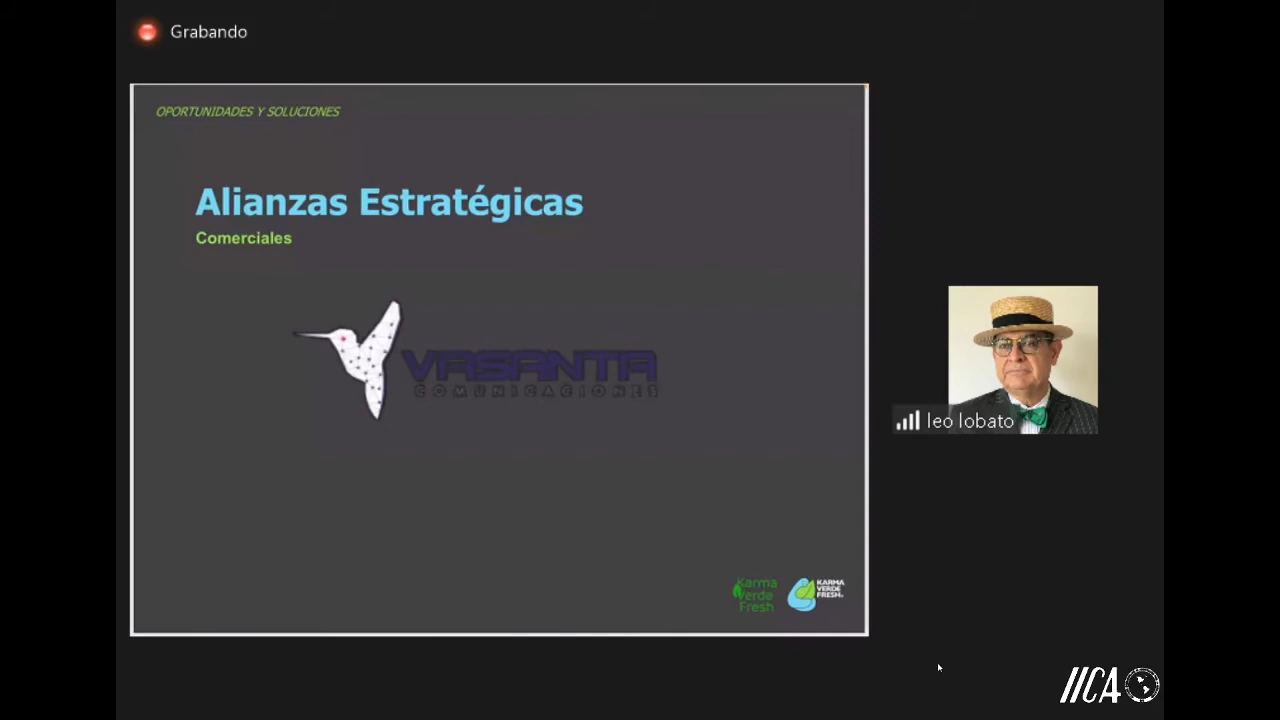 Grabando
OPORTUNIDADES Y SOLUCIONES
Alianzas Estratégicas
Comerciales
VASANTA
COMUNICACIONES
leo lobato
Karma
Verde
Fresh
KARMA
VERDE
FRESH
IICA